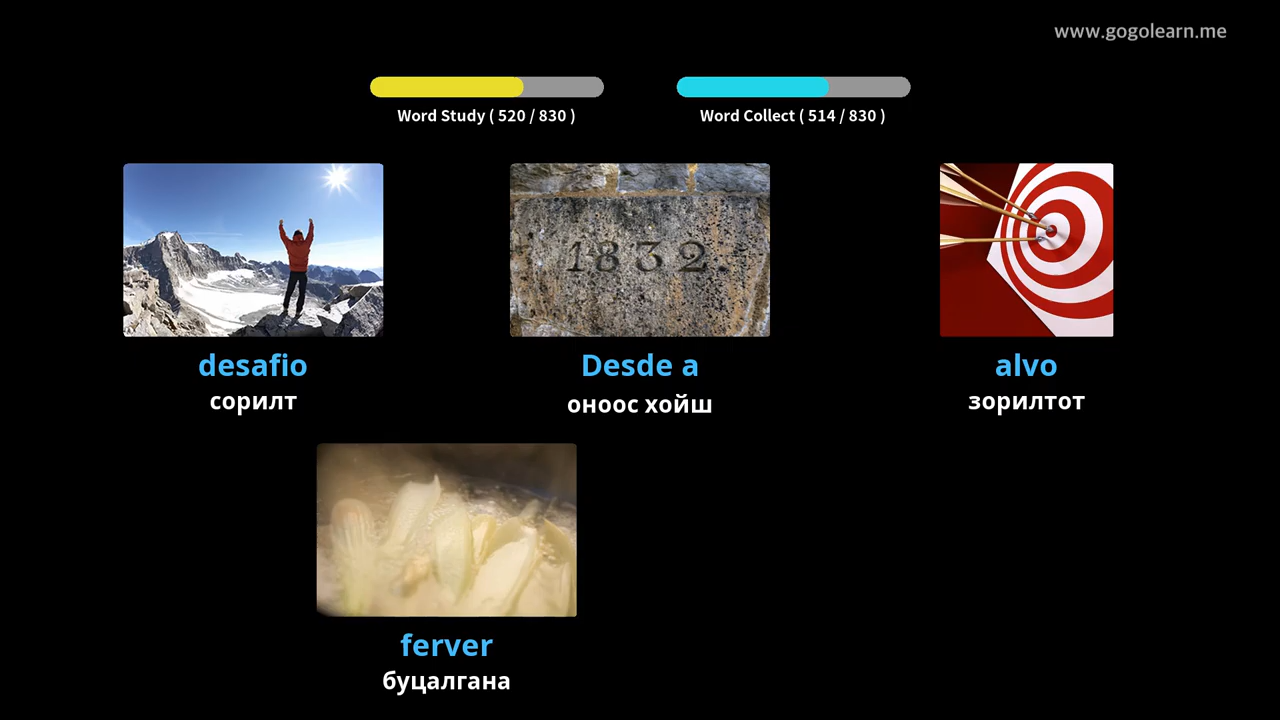 www.gogolearn.me
Word Study ( 520 / 830 )
Word Collect ( 514 / 830 )
1832.
desafio
сорилт
Desde a
оноос хойш
alvo
зорилтот
ferver
буцалгана